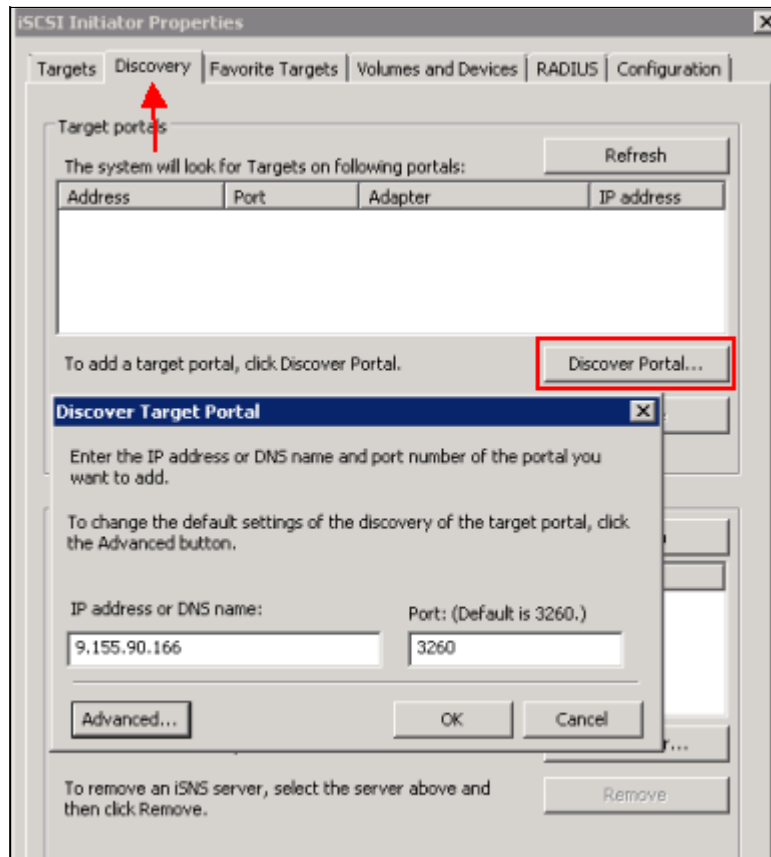 iSCSI Initiator Properties
Targets Discovery Favorite Targets Volumes and Devices RADIUS Configuration
Target portals
The system will look for Targets on following portals:
Refresh
Address Port Adapter IP address
To add a target portal, click Discover Portal.
Discover Portal...
Discover Target Portal
Enter the IP address or DNS name and port number of the portal you
want to add.
To change the default settings of the discovery of the target portal, click
the Advanced button.
IP address or DNS name:
Port: (Default is 3260.)
9.155.90.166
3260
Advanced...
OK
Cancel
r...
To remove an iSNS server, select the server above and
then click Remove.
Remove